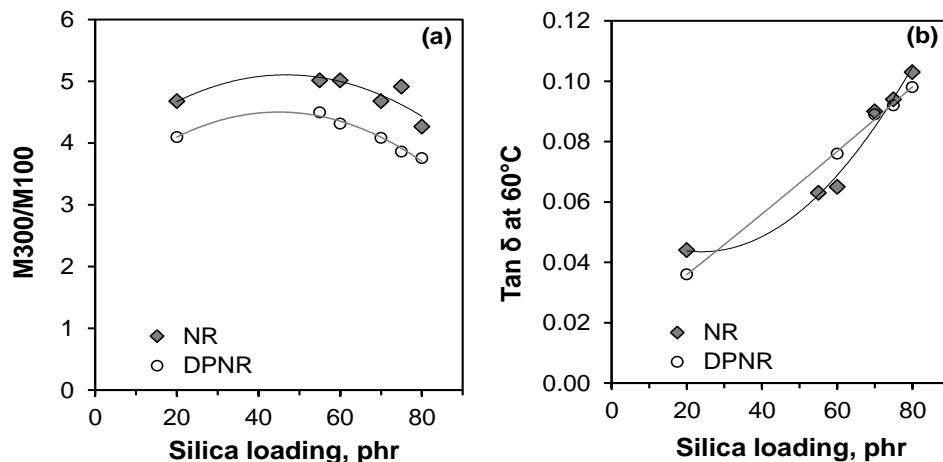 (a)
6
5
4
3
2
1
0
M300/M100
NR
DPNR
0 20 40 60 80
Silica loading, phr
(b)
0.12
0.10
0.08
0.06
0.04
0.02
0.00
Tan δ at 60°C
NR
DPNR
0 20 40 60 80
Silica loading, phr